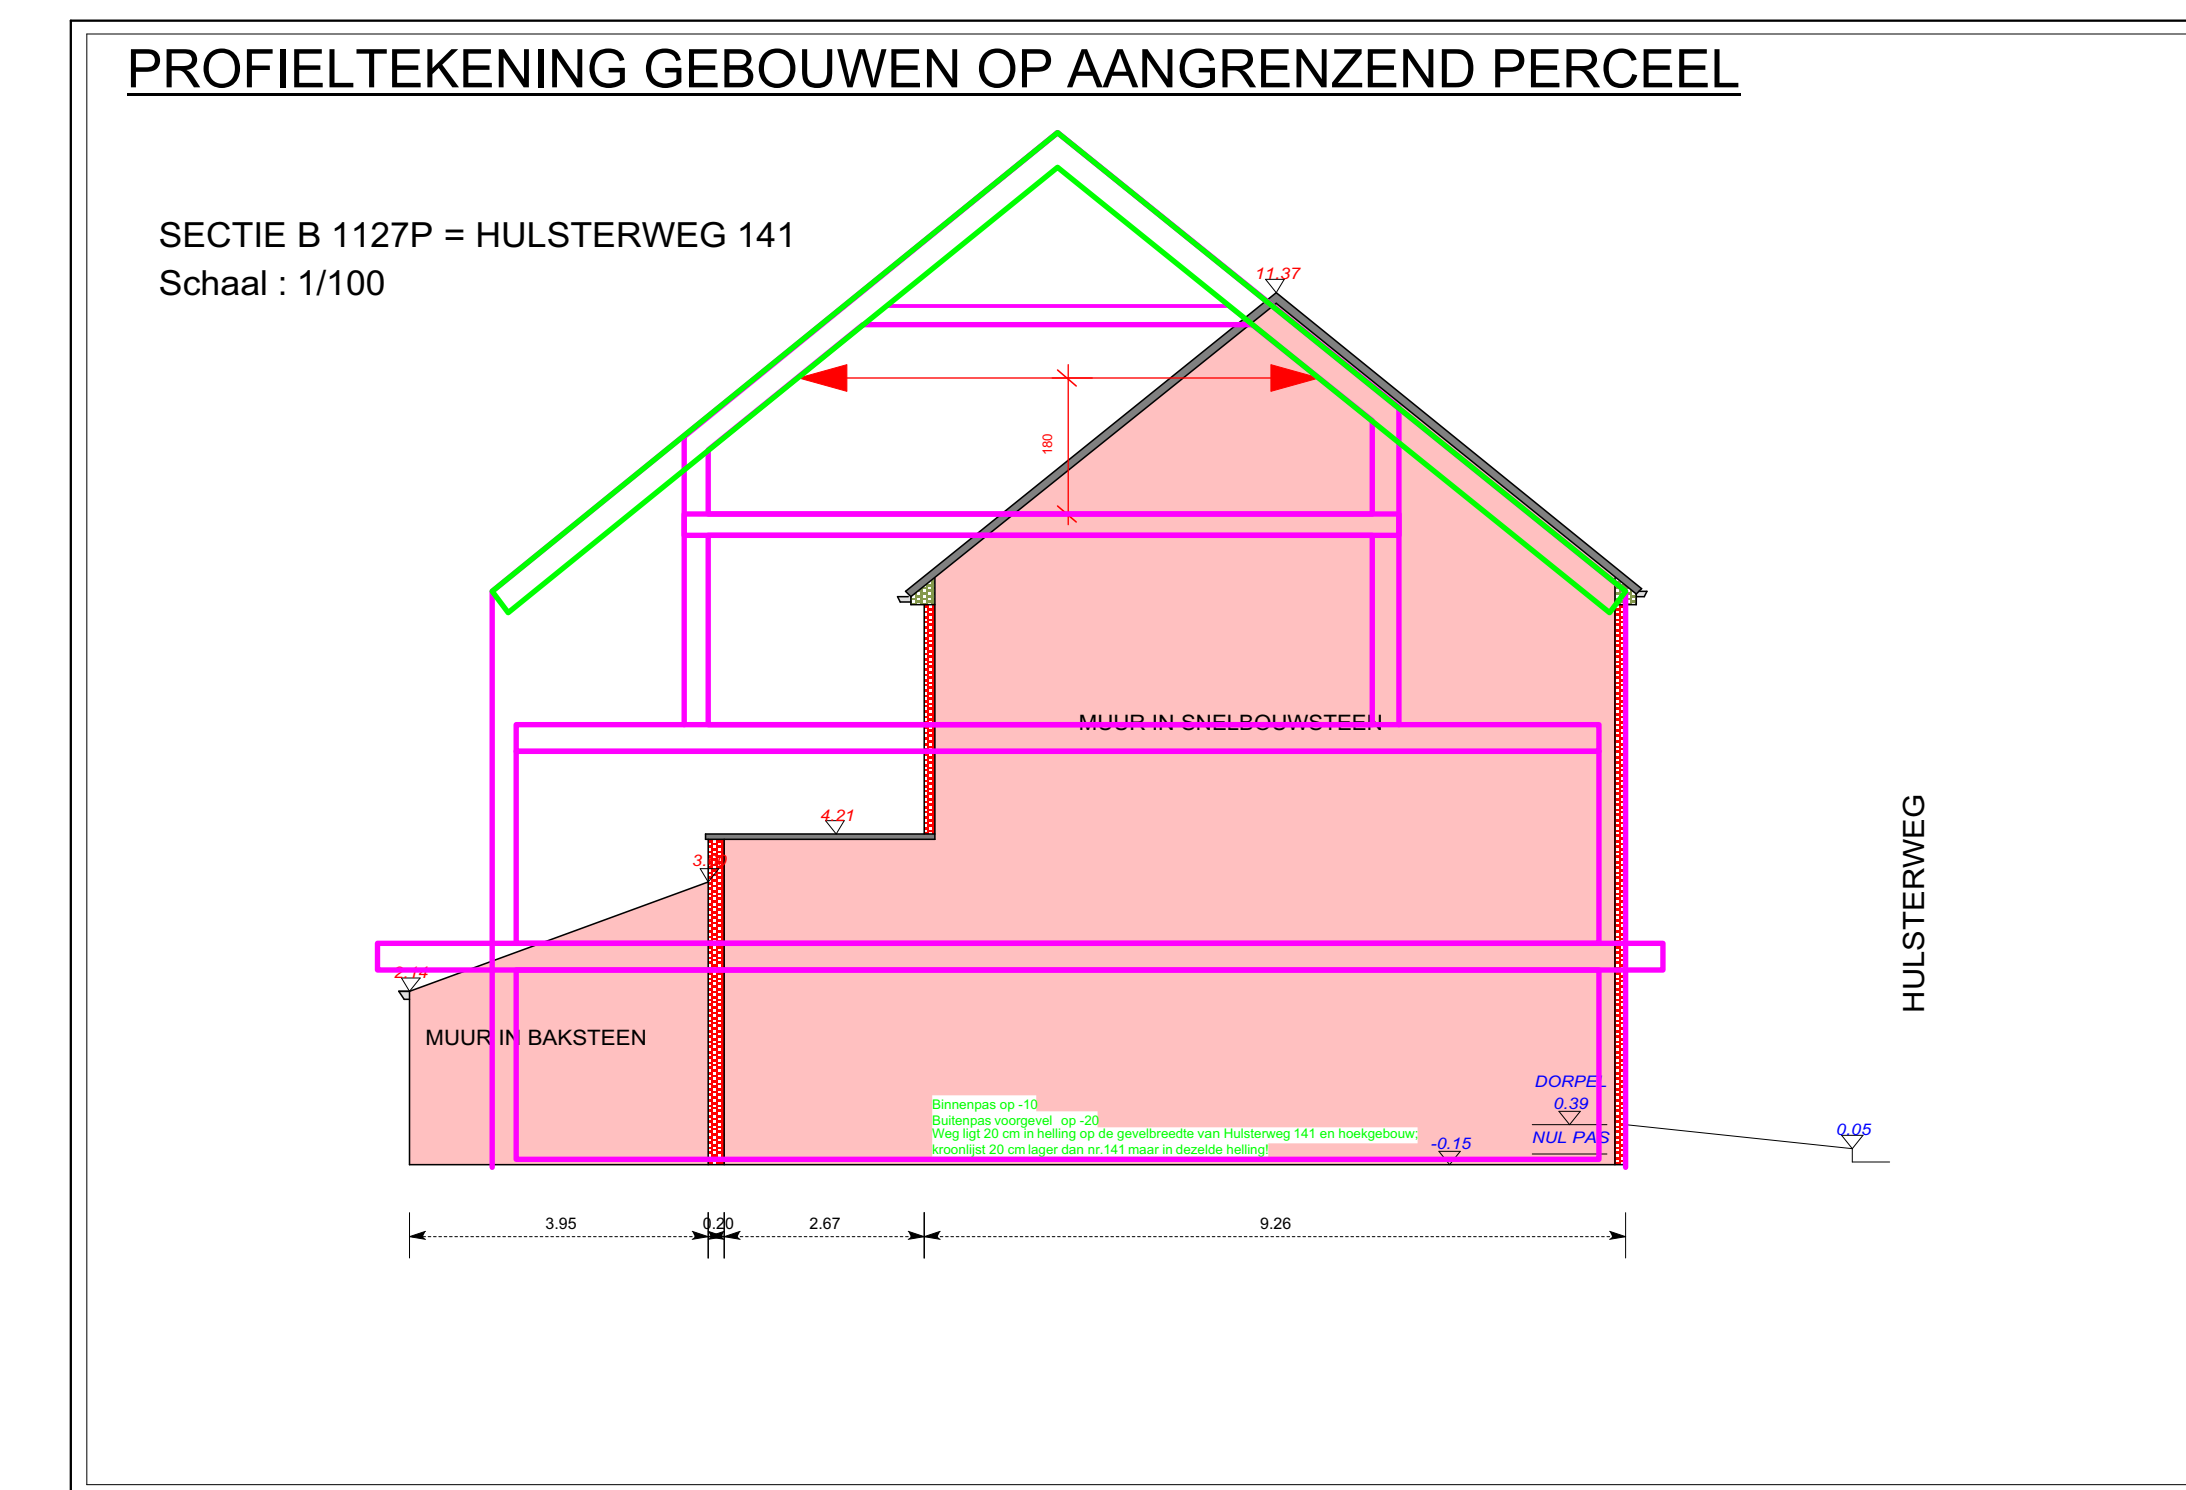 PROFIELTEKENING GEBOUWEN OP AANGRENZEND PERCEEL
SECTIE B 1127P = HULSTERWEG 141
Schaal : 1/100
11.37
180
MUUR IN SNELBOUWSTEEN
4.21
2.14
MUUR IN BAKSTEEN
HULSTERWEG
DORPEL
0.39
NUL PAS
-0.15
0.05
Binnenpas op -10
Buitenpas voorgevel op -20
Weg ligt 20 cm in helling op de gevelbreedte van Hulsterweg 141 en hoekgebouw;
kroonlijst 20 cm lager dan nr.141 maar in dezelde helling!
3.95
0.20
2.67
9.26